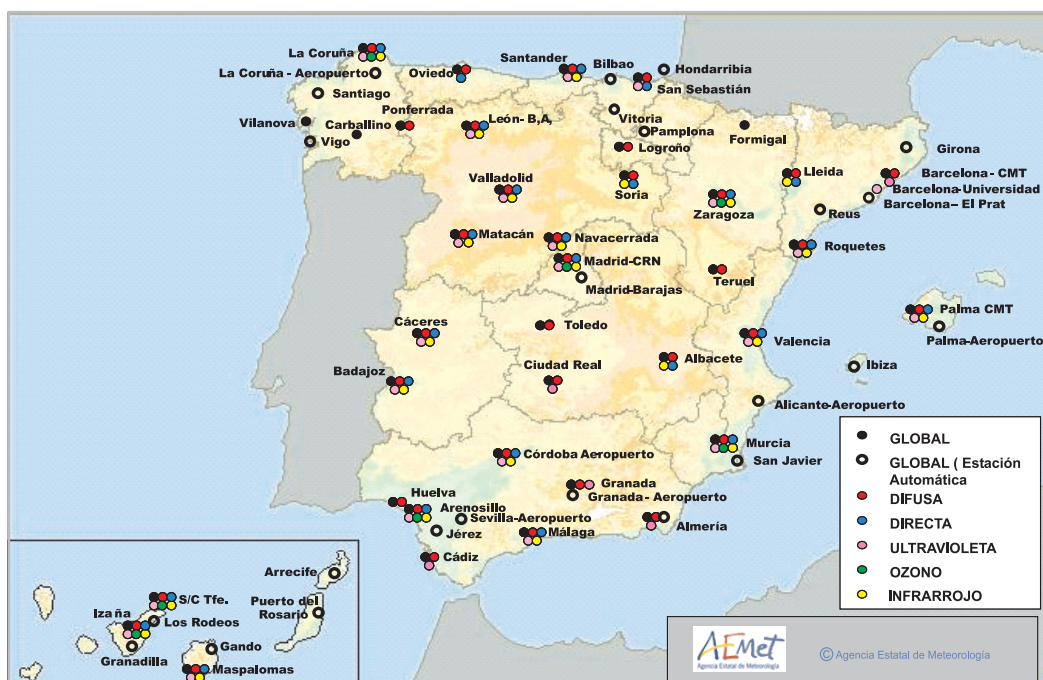 La Coruña
La Coruña - Aeropuerto
Santiago
Vilanova
Vigo
Carballino
Ponferrada
Oviedo
León- B,A,
Santander
Bilbao
Hondarribia
San Sebastián
Vitoria
Pamplona
Logroño
Formigal
Girona
Barcelona - CMT
Barcelona-Universidad
Barcelona– El Prat
Lleida
Reus
Roquetes
Zaragoza
Soria
Valladolid
Matacán
Navacerrada
Madrid-CRN
Madrid-Barajas
Teruel
Palma CMT
Palma-Aeropuerto
Ibiza
Cáceres
Toledo
Valencia
Badajoz
Ciudad Real
Albacete
Alicante-Aeropuerto
Murcia
San Javier
Córdoba Aeropuerto
Granada
Granada - Aeropuerto
Huelva
Arenosillo
Sevilla-Aeropuerto
Jérez
Málaga
Almería
Cádiz
Arrecife
Puerto del
Rosario
S/C Tfe.
Izaña
Los Rodeos
Granadilla
Gando
Maspalomas
GLOBAL
GLOBAL ( Estación
Automática
DIFUSA
DIRECTA
ULTRAVIOLETA
OZONO
INFRARROJO
AEMet
Agencia Estatal de Meteorología
© Agencia Estatal de Meteorología